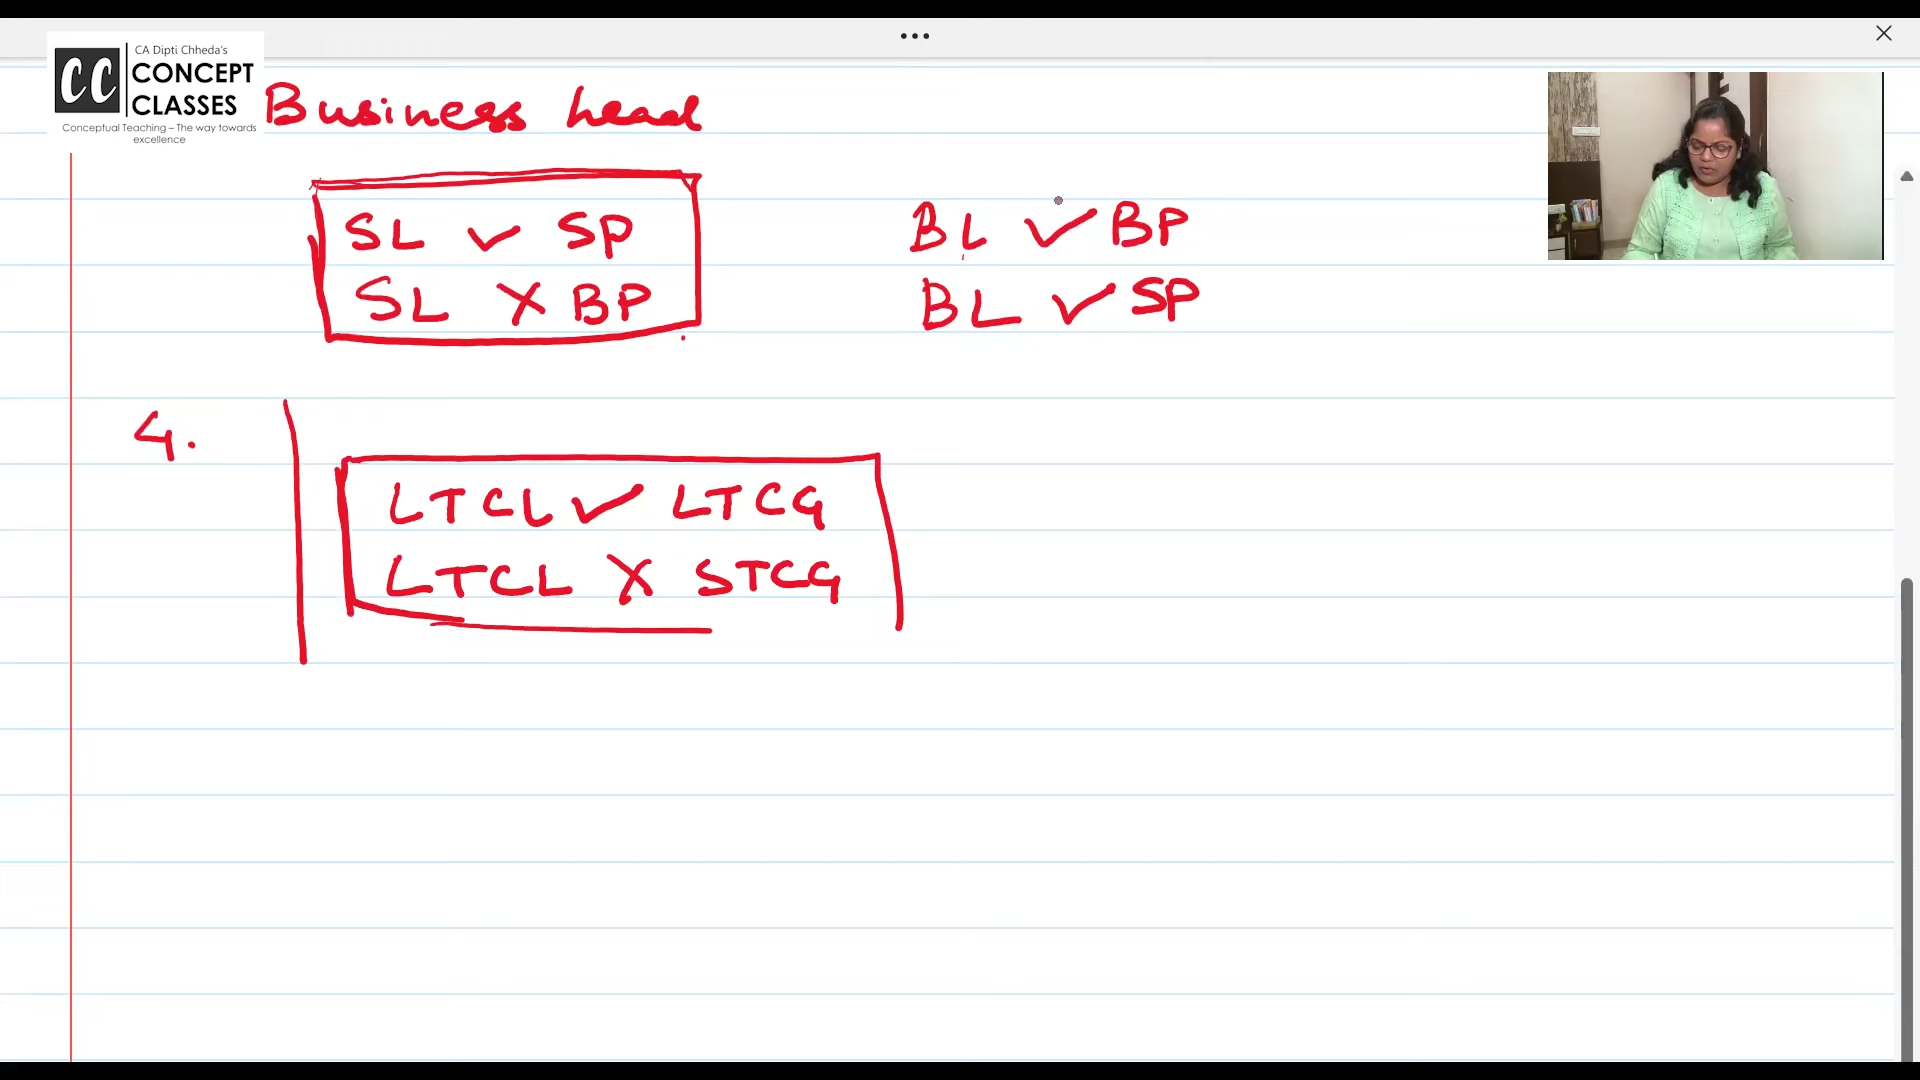 CA Dipti Chheda's
CC CONCEPT
CLASSES
Conceptual Teaching – The way towards
excellence
Business head
SL ✓ SP
SL X BP
BL ✓ BP
BL ✓ SP
4.
LTCL ✓ LTCG
LTCL X STCG